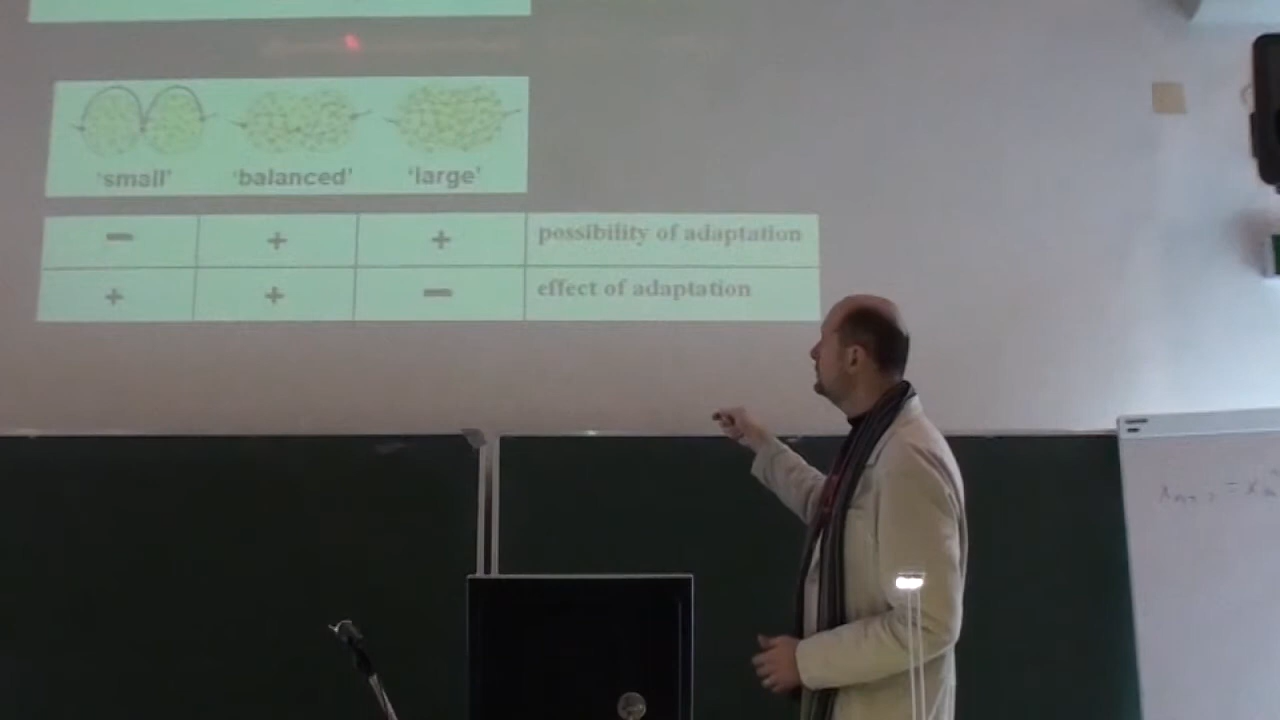 ‘small’ ‘balanced’ ‘large’
− + + possibility of adaptation
+ + − effect of adaptation